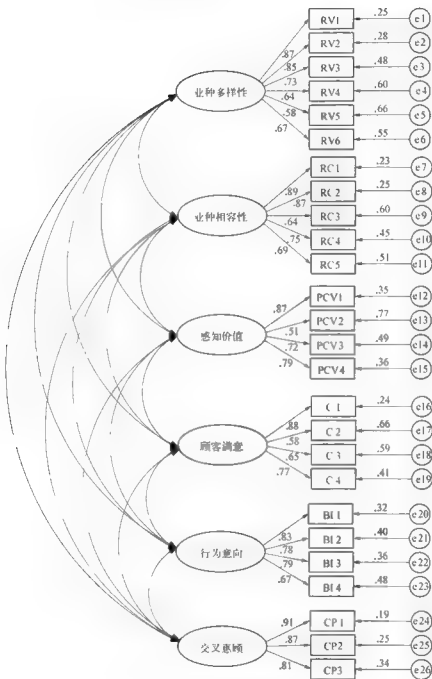 RV1 .25 e1
.87 RV2 .28 e2
.85 RV3 .48 e3
业种多样性 .73 RV4 .60 e4
.64 RV5 .66 e5
.58
.67 RV6 .55 e6
RC1 .23 e7
.89 RC2 .25 e8
业种相容性 .87 RC3 .60 e9
.64 RC4 .45 e10
.75
.69 RC5 .51 e11
PCV1 .35 e12
.87 PCV2 .77 e13
感知价值 .51 PCV3 .49 e14
.72
.79 PCV4 .36 e15
C1 .24 e16
.88 C2 .66 e17
顾客满意 .58 C3 .59 e18
.65
.77 C4 .41 e19
BI1 .32 e20
.83 BI2 .40 e21
行为意向 .78 BI3 .36 e22
.79
.67 BI4 .48 e23
.91 CP1 .19 e24
交叉惠顾 .87 CP2 .25 e25
.81 CP3 .34 e26